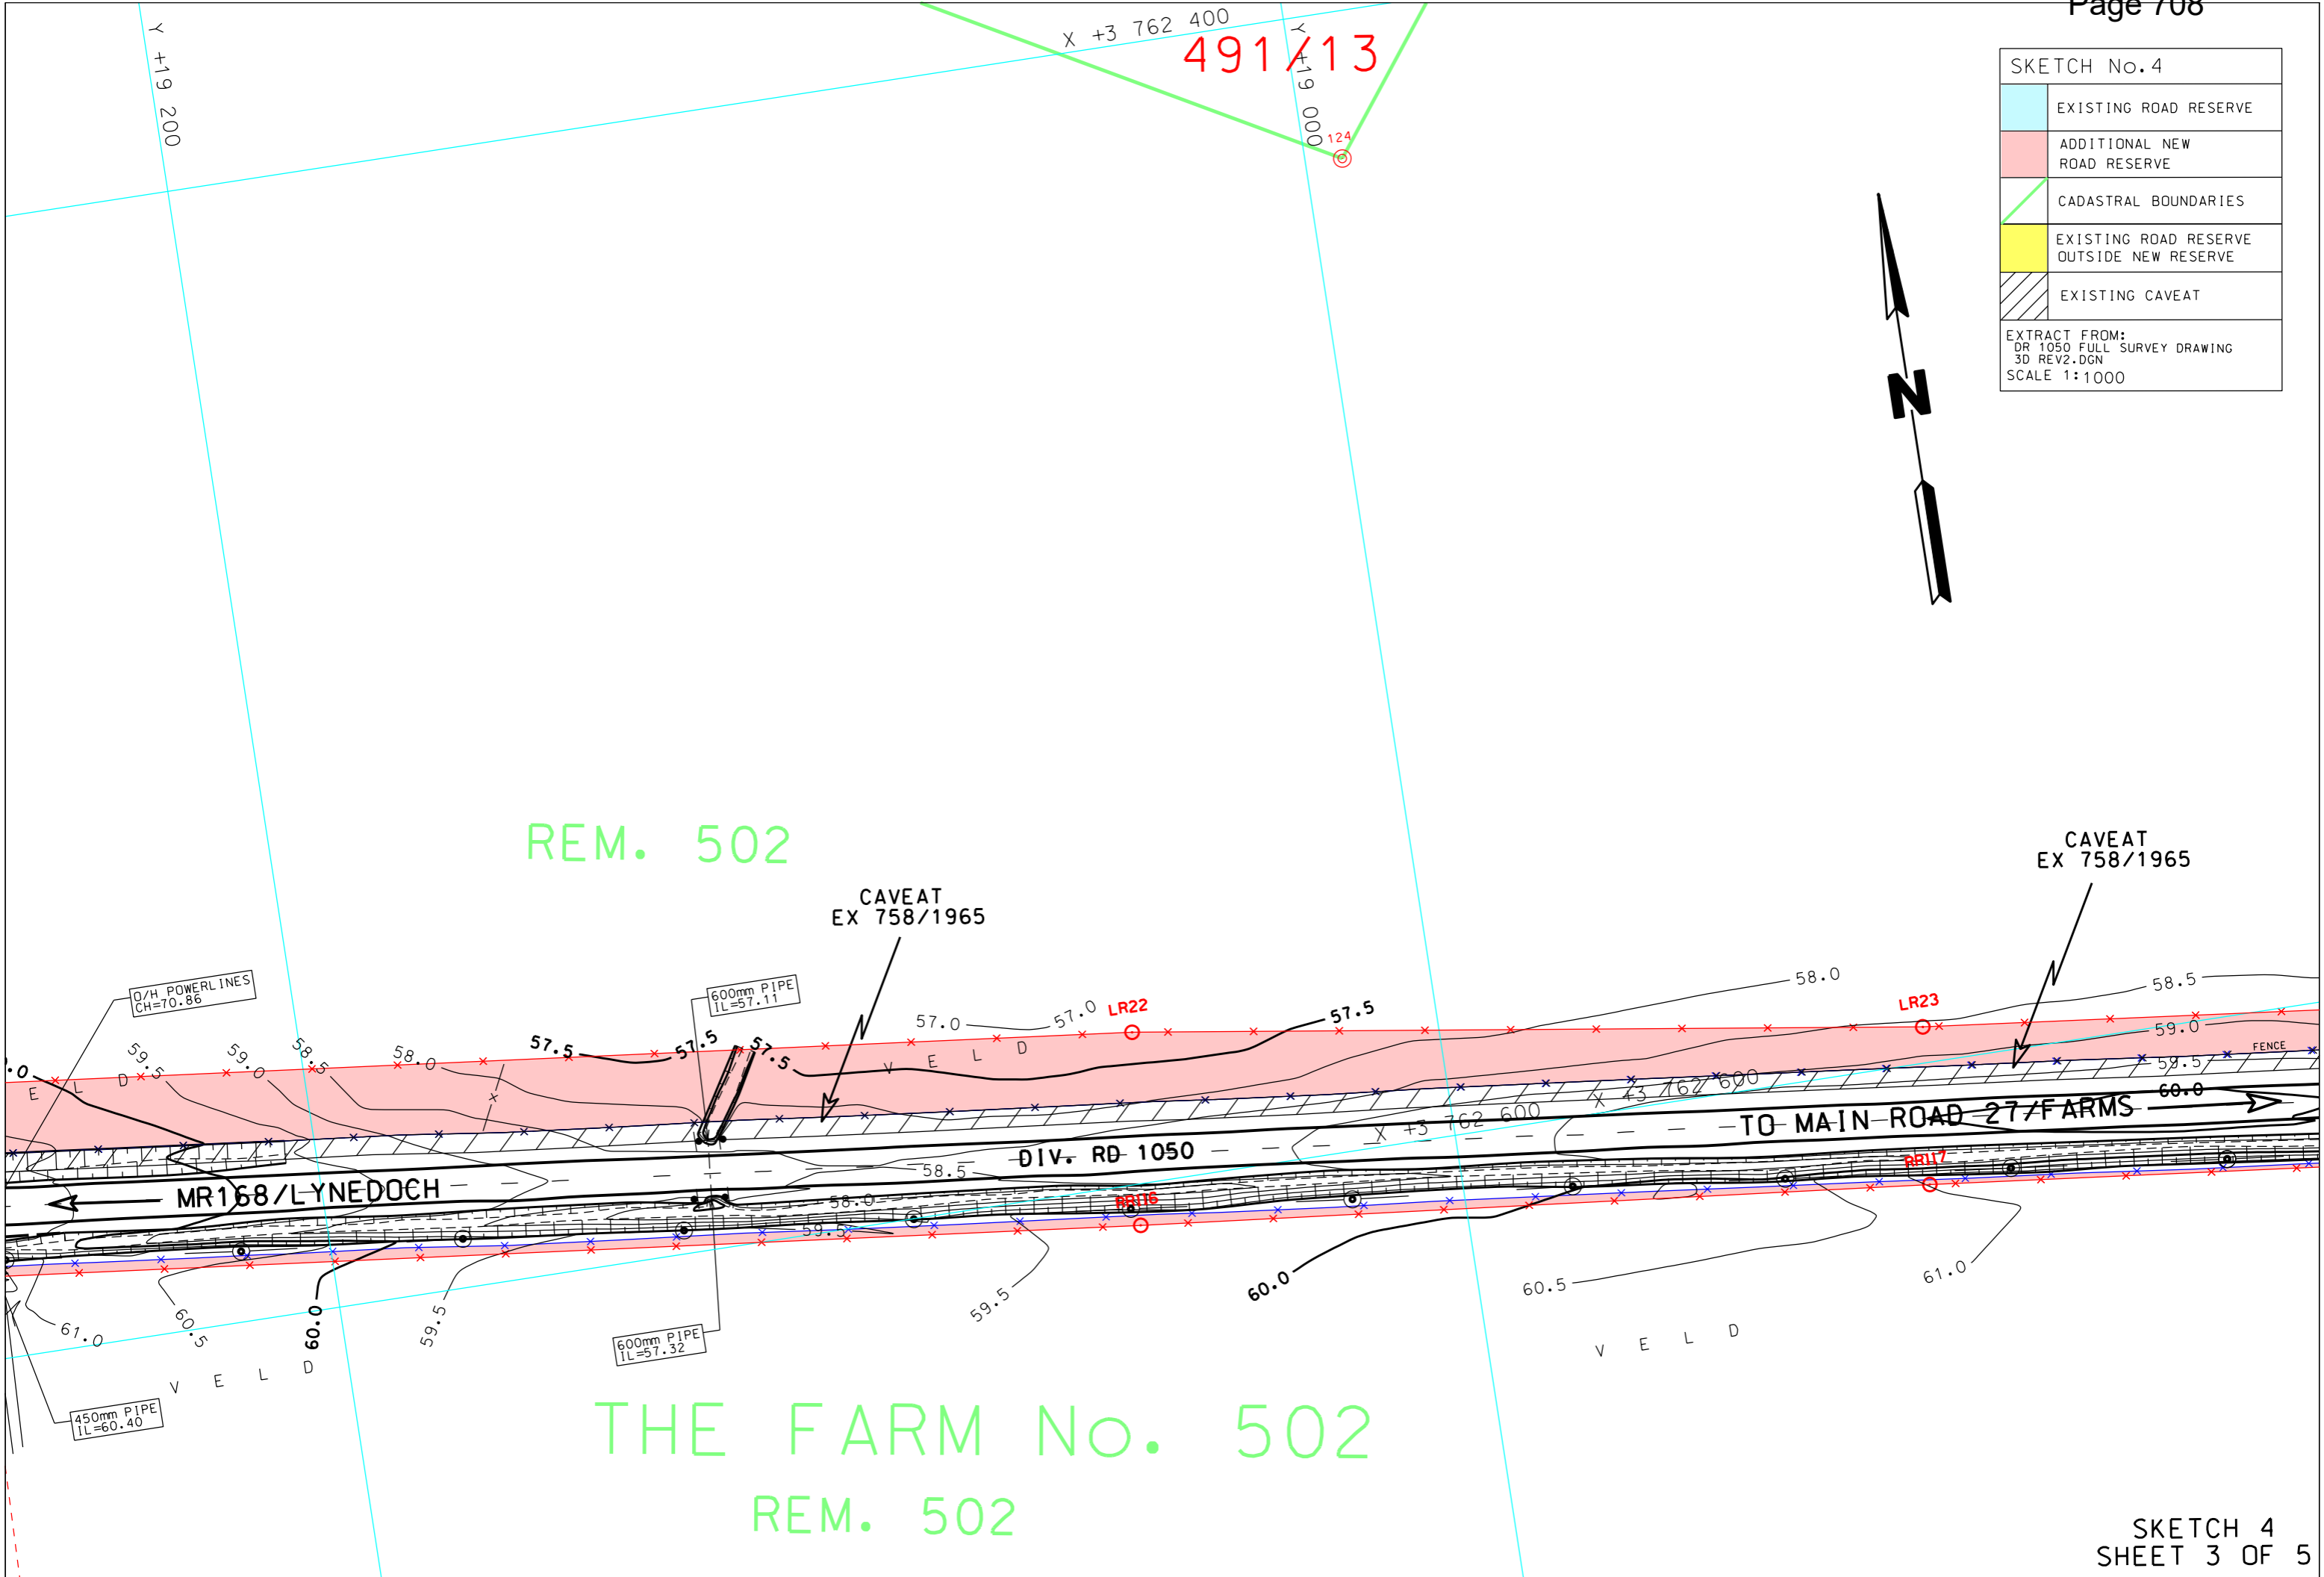 Page 708
SKETCH No.4
EXISTING ROAD RESERVE
ADDITIONAL NEW
ROAD RESERVE
CADASTRAL BOUNDARIES
EXISTING ROAD RESERVE
OUTSIDE NEW RESERVE
EXISTING CAVEAT
EXTRACT FROM:
DR 1050 FULL SURVEY DRAWING
3D REV2.DGN
SCALE 1:1000
Y +19 200
X +3 762 400
491/13
Y +19 000
124
N
REM. 502
CAVEAT
EX 758/1965
CAVEAT
EX 758/1965
O/H POWERLINES
CH=70.86
600mm PIPE
IL=57.11
57.0
57.0
LR22
57.5
58.0
LR23
58.5
59.0
59.5
FENCE
60.0
.0
E L D
59.5
59.0
58.5
58.0
57.5
57.5
57.5
V E L D
X +3 762 600
X +3 762 600
TO MAIN ROAD 27/FARMS
DIV. RD 1050
58.5
MR168/LYNEDOCH
58.0
59.5
RR116
RR117
61.0
60.5
60.0
59.5
600mm PIPE
IL=57.32
59.5
60.0
60.5
61.0
V E L D
V E L D
450mm PIPE
IL=60.40
THE FARM No. 502
REM. 502
SKETCH 4
SHEET 3 OF 5